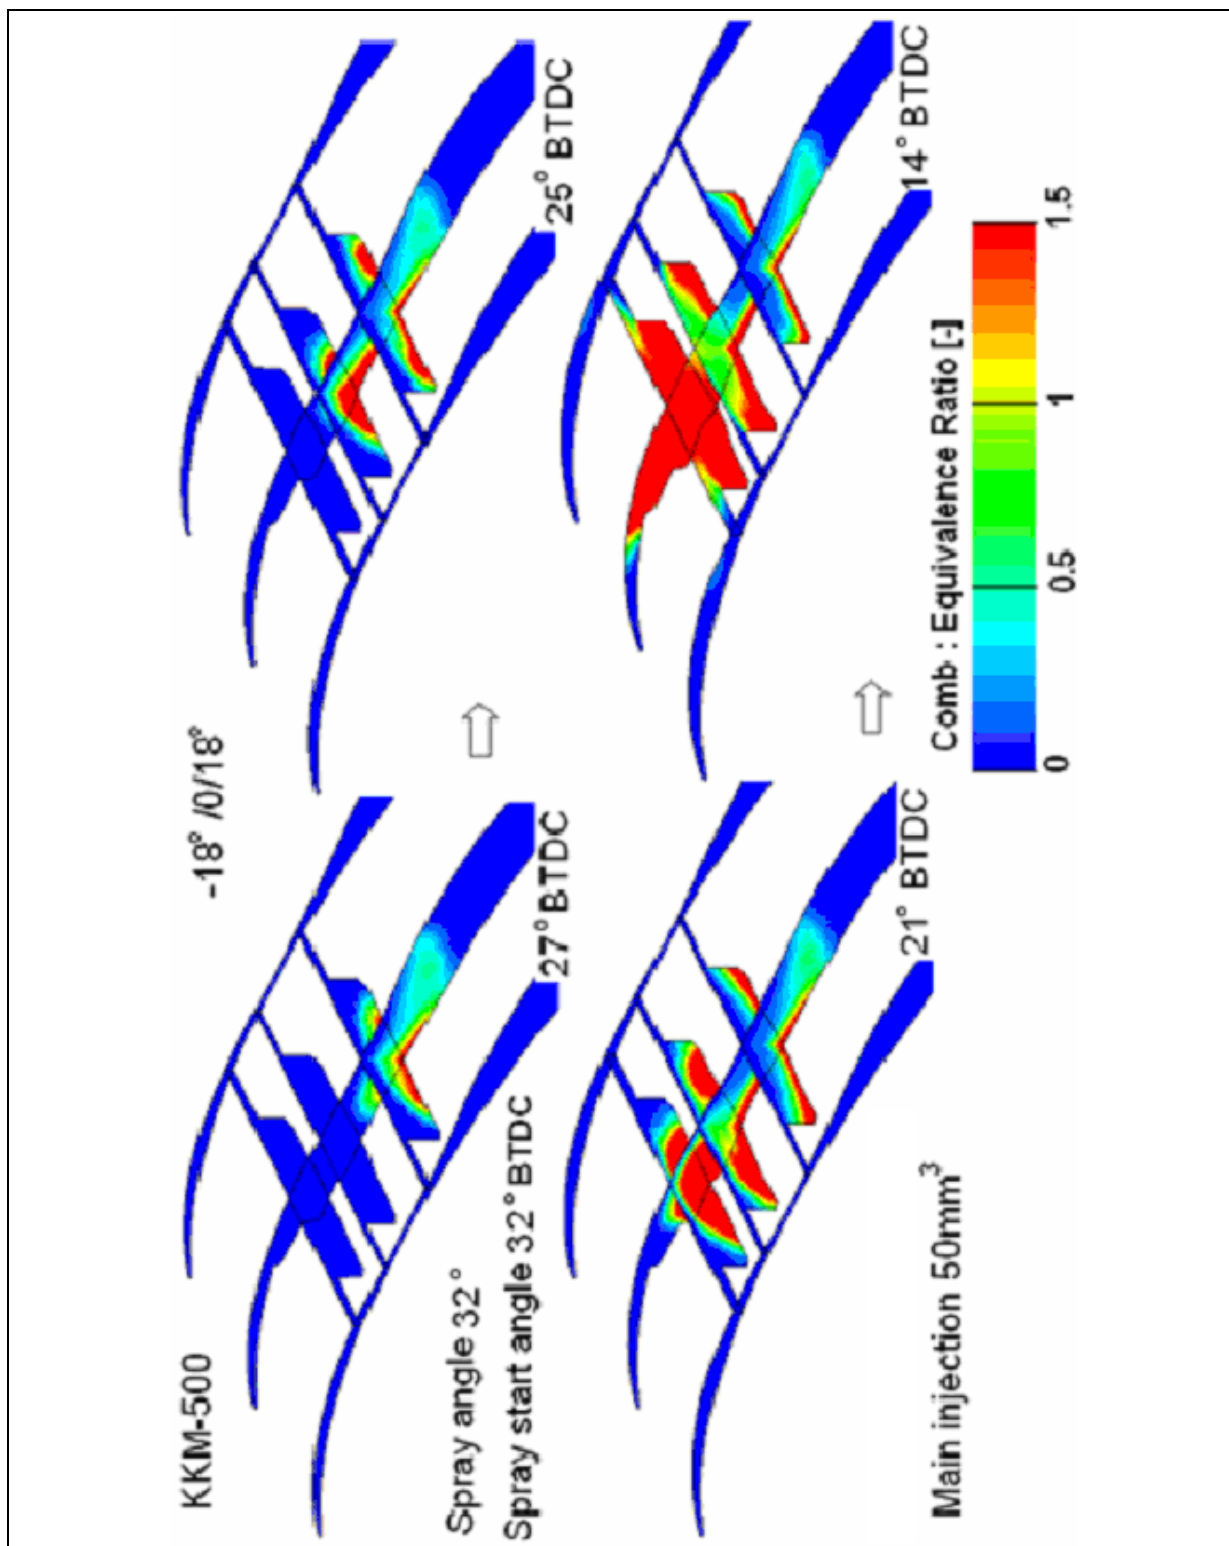 KKM-500
-18° /0/18°
Spray angle 32°
Spray start angle 32° BTDC
27° BTDC
25° BTDC
21° BTDC
14° BTDC
Main injection 50mm³
Comb : Equivalence Ratio [-]
0
0.5
1
1.5